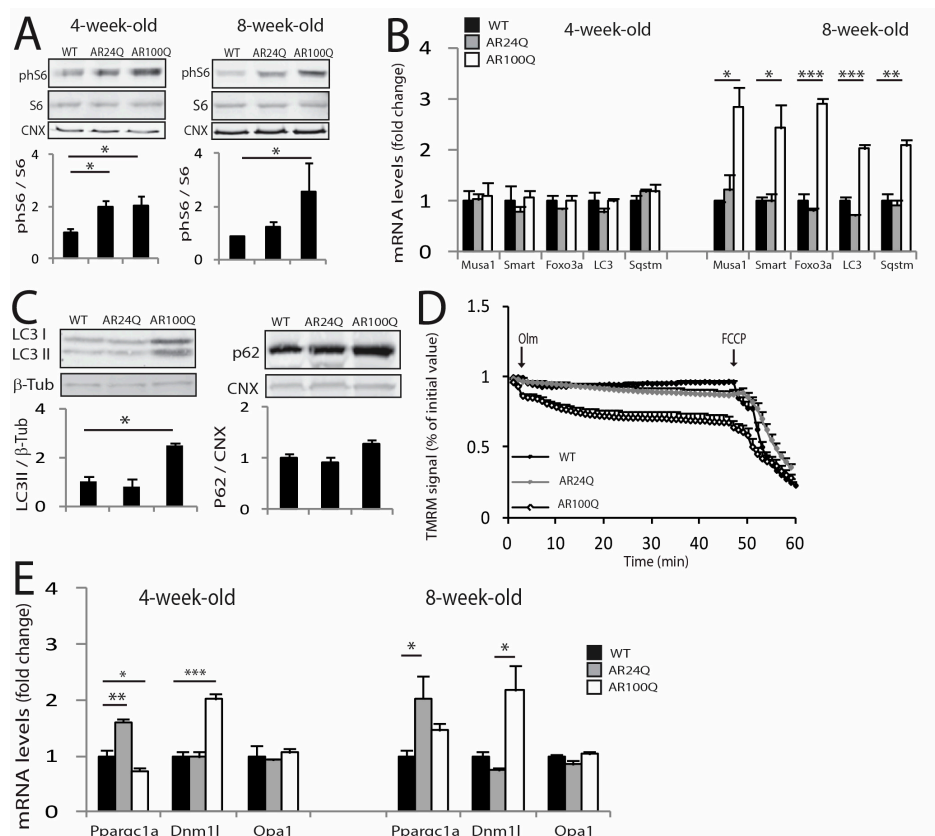 A
4-week-old
8-week-old
WT AR24Q AR100Q
WT AR24Q AR100Q
phS6
S6
CNX
phS6
S6
CNX
phS6 / S6
4
2
0
*
*
phS6 / S6
4
2
0
*
B
WT
AR24Q
AR100Q
4-week-old
8-week-old
mRNA levels (fold change)
4
3
2
1
0
* * *** *** **
Musa1 Smart Foxo3a LC3 Sqstm
Musa1 Smart Foxo3a LC3 Sqstm
C
WT AR24Q AR100Q
LC3 I
LC3 II
β-Tub
LC3II / β-Tub
4
2
0
*
WT AR24Q AR100Q
p62
CNX
P62 / CNX
2
1
0
D
TMRM signal (% of initial value)
1.5
1
0.5
0
Olm
FCCP
WT
AR24Q
AR100Q
0 10 20 30 40 50 60
Time (min)
E
4-week-old
8-week-old
mRNA levels (fold change)
4
3
2
1
0
*
**
***
*
*
WT
AR24Q
AR100Q
Ppargc1a Dnm1l Opa1
Ppargc1a Dnm1l Opa1